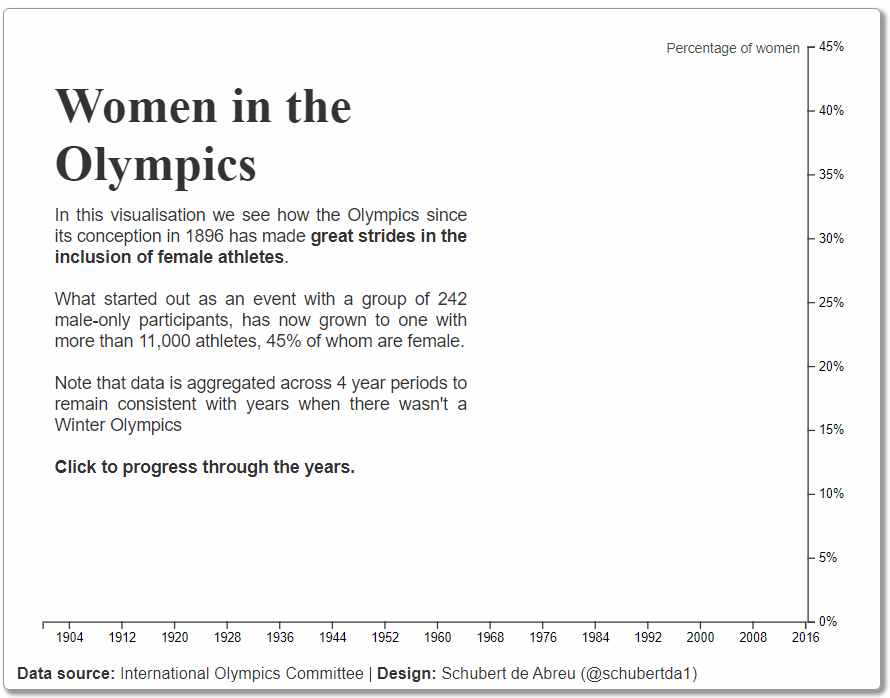 Percentage of women
45%
Women in the
Olympics
40%
35%
In this visualisation we see how the Olympics since
its conception in 1896 has made great strides in the
inclusion of female athletes.
30%
What started out as an event with a group of 242
male-only participants, has now grown to one with
more than 11,000 athletes, 45% of whom are female.
25%
20%
Note that data is aggregated across 4 year periods to
remain consistent with years when there wasn't a
Winter Olympics
15%
Click to progress through the years.
10%
5%
0%
1904 1912 1920 1928 1936 1944 1952 1960 1968 1976 1984 1992 2000 2008 2016
Data source: International Olympics Committee | Design: Schubert de Abreu (@schubertda1)